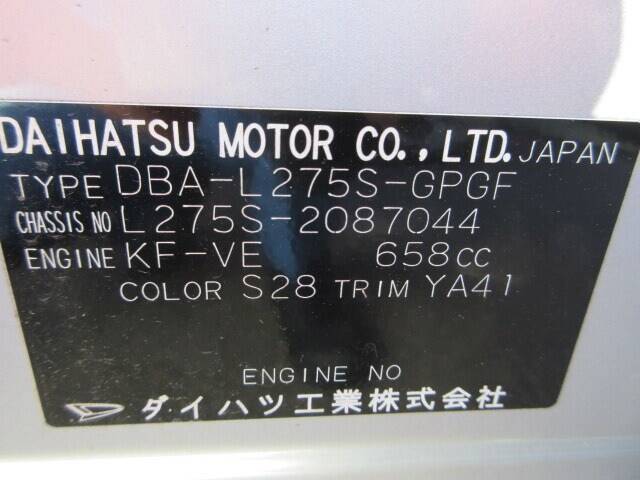 DAIHATSU MOTOR CO., LTD. JAPAN
TYPE DBA-L275S-GPGF
CHASSIS NO L275S-2087044
ENGINE KF-VE 658cc
COLOR S28 TRIM YA41
ENGINE NO
ダイハツ工業株式会社